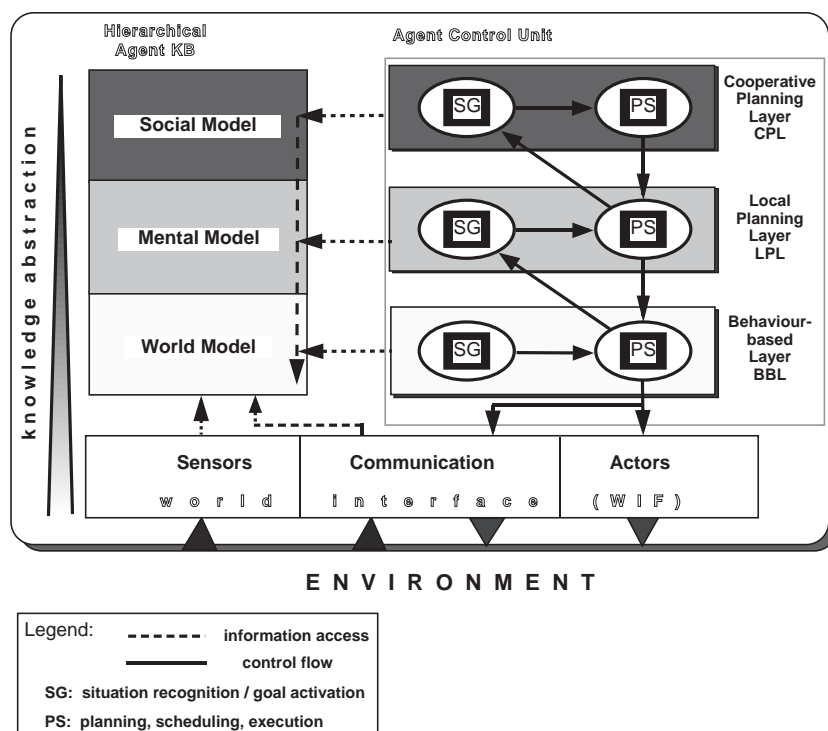 Hierarchical
Agent KB
Agent Control Unit
knowledge abstraction
Social Model
Mental Model
World Model
SG
PS
Cooperative
Planning
Layer
CPL
SG
PS
Local
Planning
Layer
LPL
SG
PS
Behaviour-
based
Layer
BBL
Sensors
Communication
Actors
world
interface
(WIF)
ENVIRONMENT
Legend:
information access
control flow
SG: situation recognition / goal activation
PS: planning, scheduling, execution